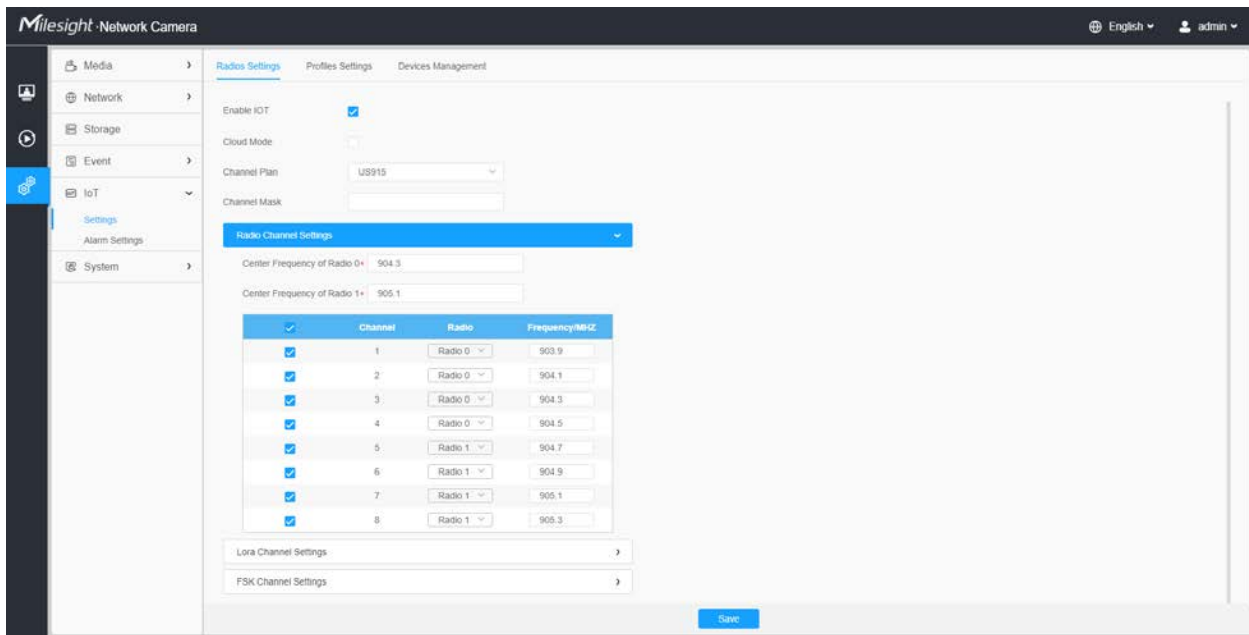 Milesight · Network Camera
English
admin
Media
Network
Storage
Event
IoT
Settings
Alarm Settings
System
Radios Settings Profiles Settings Devices Management
Enable IOT
Cloud Mode
Channel Plan US915
Channel Mask
Radio Channel Settings
Center Frequency of Radio 0* 904.3
Center Frequency of Radio 1* 905.1
Channel Radio Frequency/MHZ
1 Radio 0 903.9
2 Radio 0 904.1
3 Radio 0 904.3
4 Radio 0 904.5
5 Radio 1 904.7
6 Radio 1 904.9
7 Radio 1 905.1
8 Radio 1 905.3
Lora Channel Settings
FSK Channel Settings
Save